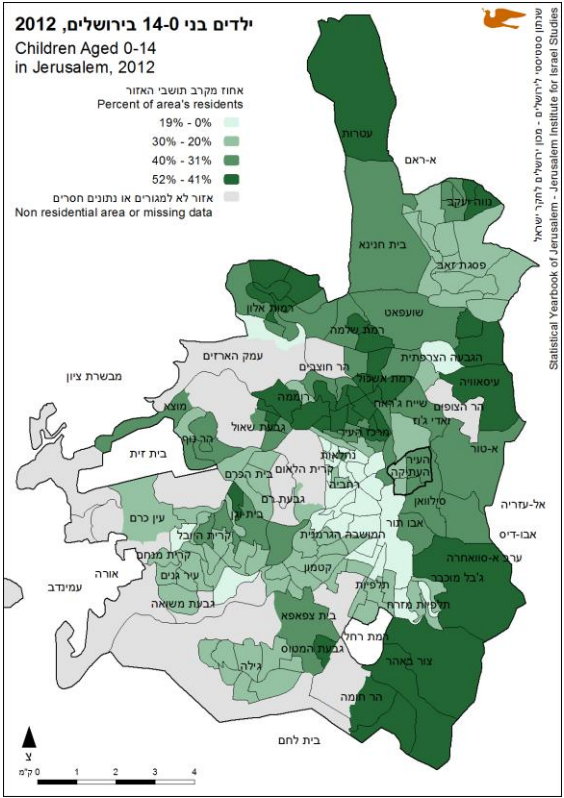 ילדים בני 14-0 בירושלים, 2012
Children Aged 0-14
in Jerusalem, 2012
אחוז מקרב תושבי האזור
Percent of area's residents
19% - 0%
30% - 20%
40% - 31%
52% - 41%
אזור לא למגורים או נתונים חסרים
Non residential area or missing data
שנתון סטטיסטי לירושלים - מכון ירושלים לחקר ישראל
Statistical Yearbook of Jerusalem - Jerusalem Institute for Israel Studies
עטרות
א-ראם
נווה יעקב
בית חנינא
פסגת זאב
רמות אלון
שועפאט
רמת שלמה
עמק הארזים
הר חוצבים
הגבעה הצרפתית
מבשרת ציון
רמת אשכול
עיסאוויה
רוממה
שייח ג'ראח
הר הצופים
מוצא
ואדי ג'וז
גבעת שאול
מרכז העיר
הר נוף
א-טור
בית זית
נחלאות
העיר
העתיקה
קרית הלאום
בית הכרם
רחביה
גבעת רם
סילוואן
אל-עזריה
עין כרם
בית וגן
אבו תור
קרית היובל
המושבה הגרמנית
אבו-דיס
קרית מנחם
ערב א-סוואחרה
אורה
עיר גנים
קטמון
ג'בל מוכבר
עמינדב
תלפיות
גבעת משואה
תלפיות מזרח
בית צפאפא
רמת רחל
גבעת המטוס
גילה
צור באהר
הר חומה
בית לחם
צ
ק"מ 0 1 2 3 4